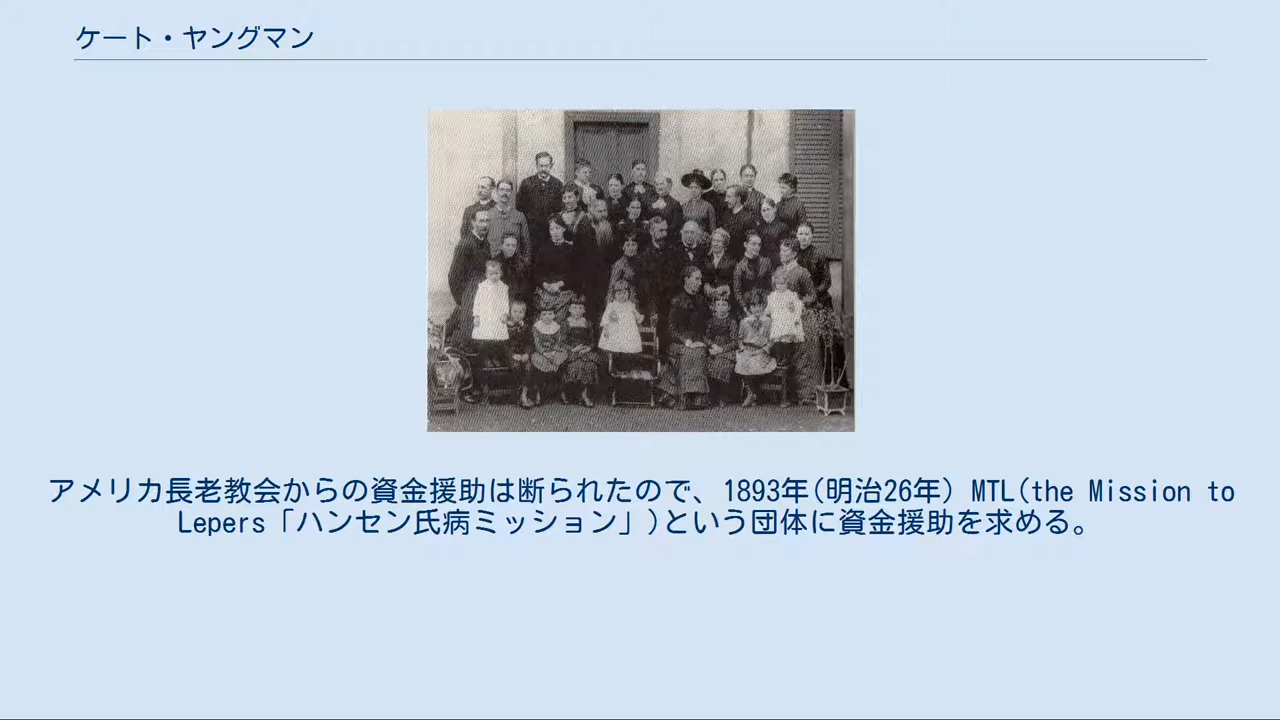 ケート・ヤングマン
アメリカ長老教会からの資金援助は断られたので、1893年(明治26年) MTL(the Mission to
Lepers「ハンセン氏病ミッション」)という団体に資金援助を求める。